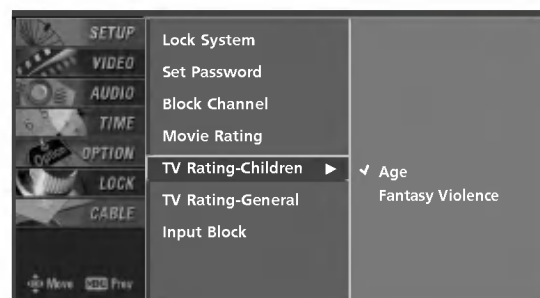 SETUP
VIDEO
AUDIO
TIME
OPTION
LOCK
CABLE
Move MENU Prev
Lock System
Set Password
Block Channel
Movie Rating
TV Rating-Children ▶
TV Rating-General
Input Block
✓ Age
Fantasy Violence